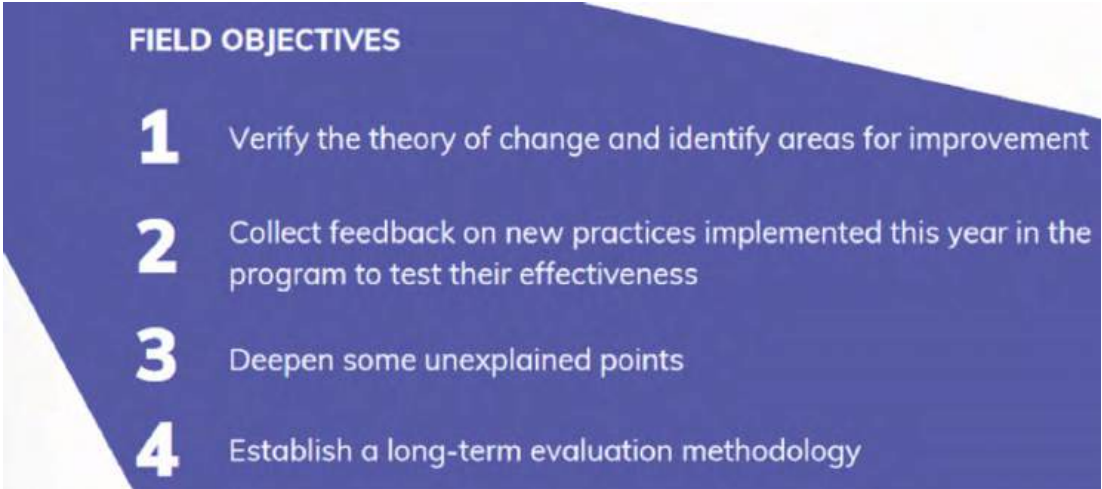 FIELD OBJECTIVES
1 Verify the theory of change and identify areas for improvement
2 Collect feedback on new practices implemented this year in the
program to test their effectiveness
3 Deepen some unexplained points
4 Establish a long-term evaluation methodology